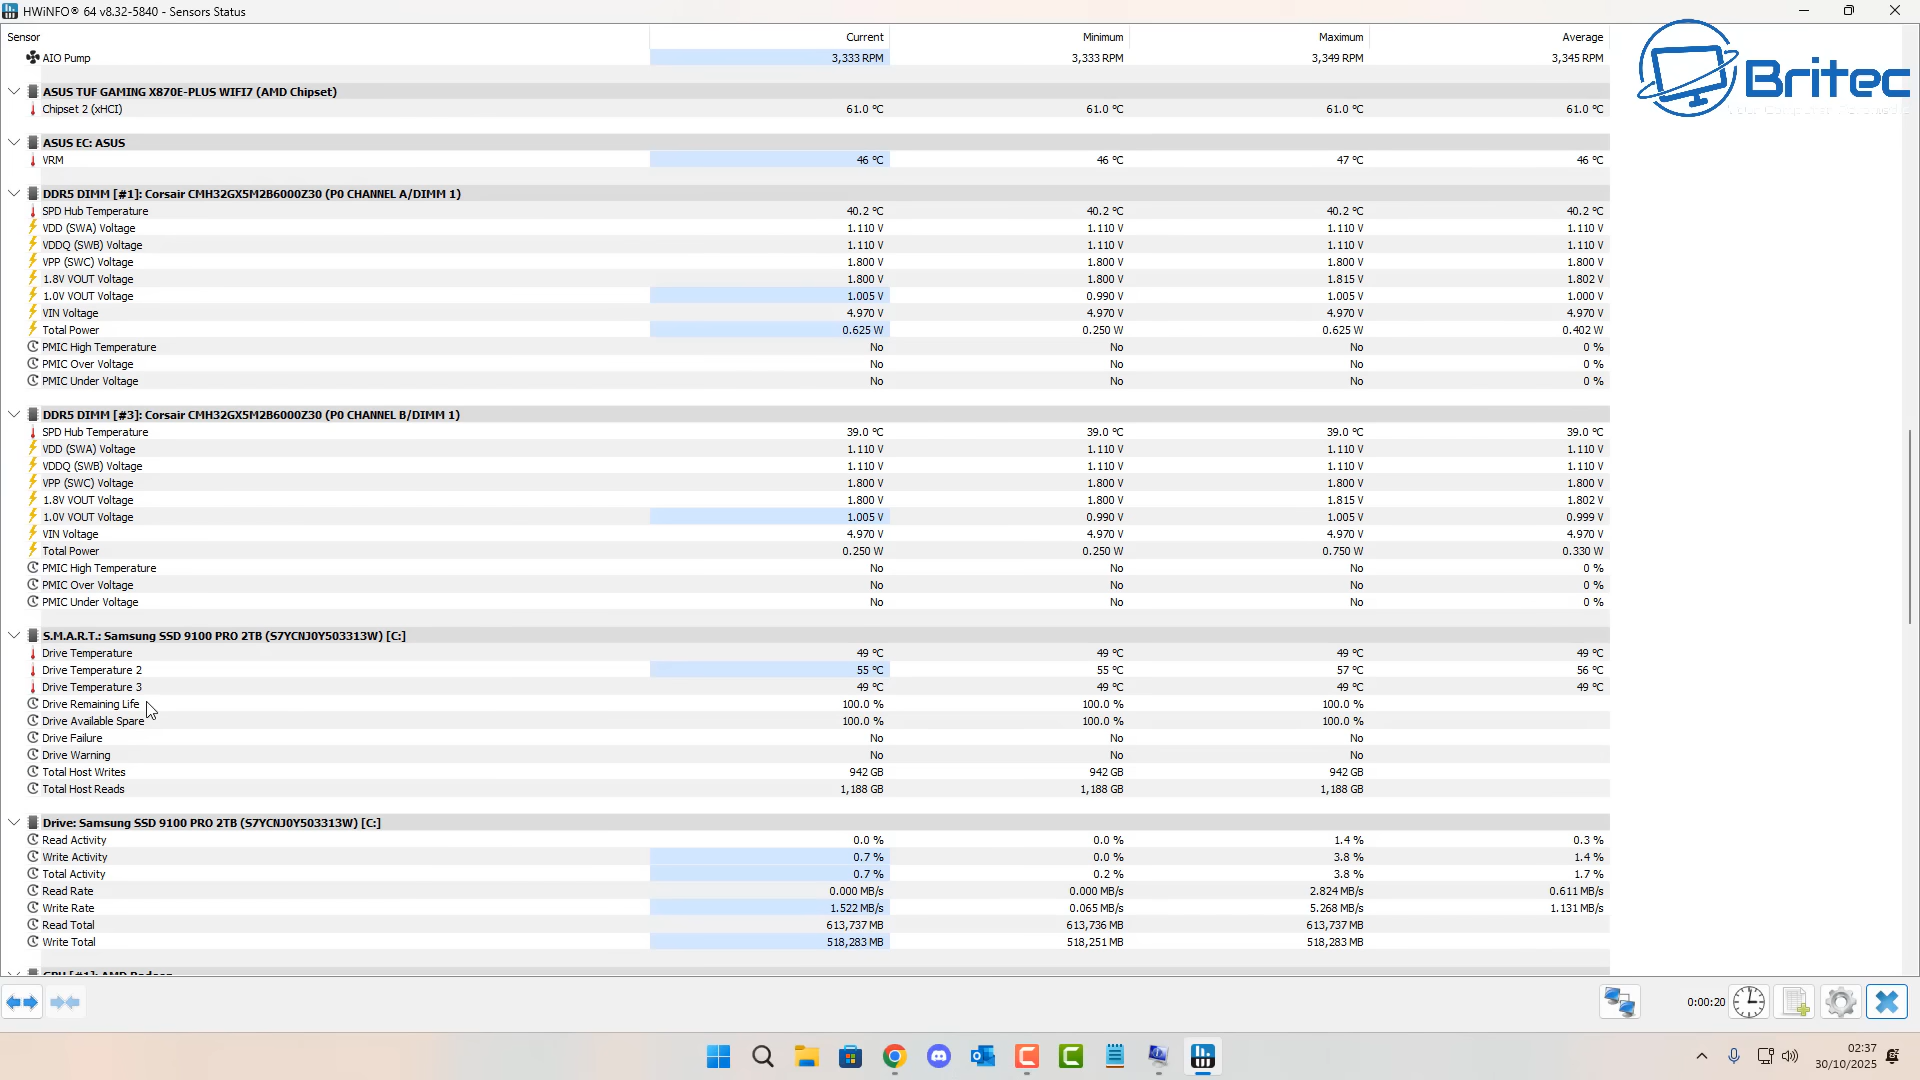 HWiNFO® 64 v8.32-5840 - Sensors Status
Sensor Current Minimum Maximum Average
AIO Pump 3,333 RPM 3,333 RPM 3,349 RPM 3,345 RPM
Britec
ASUS TUF GAMING X870E-PLUS WIFI7 (AMD Chipset)
Chipset 2 (xHCI) 61.0 °C 61.0 °C 61.0 °C 61.0 °C
ASUS EC: ASUS
VRM 46 °C 46 °C 47 °C 46 °C
DDR5 DIMM [#1]: Corsair CMH32GX5M2B6000Z30 (P0 CHANNEL A/DIMM 1)
SPD Hub Temperature 40.2 °C 40.2 °C 40.2 °C 40.2 °C
VDD (SWA) Voltage 1.110 V 1.110 V 1.110 V 1.110 V
VDDQ (SWB) Voltage 1.110 V 1.110 V 1.110 V 1.110 V
VPP (SWC) Voltage 1.800 V 1.800 V 1.800 V 1.800 V
1.8V VOUT Voltage 1.800 V 1.800 V 1.815 V 1.802 V
1.0V VOUT Voltage 1.005 V 0.990 V 1.005 V 1.000 V
VIN Voltage 4.970 V 4.970 V 4.970 V 4.970 V
Total Power 0.625 W 0.250 W 0.625 W 0.402 W
PMIC High Temperature No No No 0 %
PMIC Over Voltage No No No 0 %
PMIC Under Voltage No No No 0 %
DDR5 DIMM [#3]: Corsair CMH32GX5M2B6000Z30 (P0 CHANNEL B/DIMM 1)
SPD Hub Temperature 39.0 °C 39.0 °C 39.0 °C 39.0 °C
VDD (SWA) Voltage 1.110 V 1.110 V 1.110 V 1.110 V
VDDQ (SWB) Voltage 1.110 V 1.110 V 1.110 V 1.110 V
VPP (SWC) Voltage 1.800 V 1.800 V 1.800 V 1.800 V
1.8V VOUT Voltage 1.800 V 1.800 V 1.815 V 1.802 V
1.0V VOUT Voltage 1.005 V 0.990 V 1.005 V 0.999 V
VIN Voltage 4.970 V 4.970 V 4.970 V 4.970 V
Total Power 0.250 W 0.250 W 0.750 W 0.330 W
PMIC High Temperature No No No 0 %
PMIC Over Voltage No No No 0 %
PMIC Under Voltage No No No 0 %
S.M.A.R.T.: Samsung SSD 9100 PRO 2TB (S7YCNJ0Y503313W) [C:]
Drive Temperature 49 °C 49 °C 49 °C 49 °C
Drive Temperature 2 55 °C 55 °C 57 °C 56 °C
Drive Temperature 3 49 °C 49 °C 49 °C 49 °C
Drive Remaining Life 100.0 % 100.0 % 100.0 %
Drive Available Spare 100.0 % 100.0 % 100.0 %
Drive Failure No No No
Drive Warning No No No
Total Host Writes 942 GB 942 GB 942 GB
Total Host Reads 1,188 GB 1,188 GB 1,188 GB
Drive: Samsung SSD 9100 PRO 2TB (S7YCNJ0Y503313W) [C:]
Read Activity 0.0 % 0.0 % 1.4 % 0.3 %
Write Activity 0.7 % 0.0 % 3.8 % 1.4 %
Total Activity 0.7 % 0.2 % 3.8 % 1.7 %
Read Rate 0.000 MB/s 0.000 MB/s 2.824 MB/s 0.611 MB/s
Write Rate 1.522 MB/s 0.065 MB/s 5.268 MB/s 1.131 MB/s
Read Total 613,737 MB 613,736 MB 613,737 MB
Write Total 518,283 MB 518,251 MB 518,283 MB
GPU [#1]: AMD Radeon
0:00:20
02:37
30/10/2025